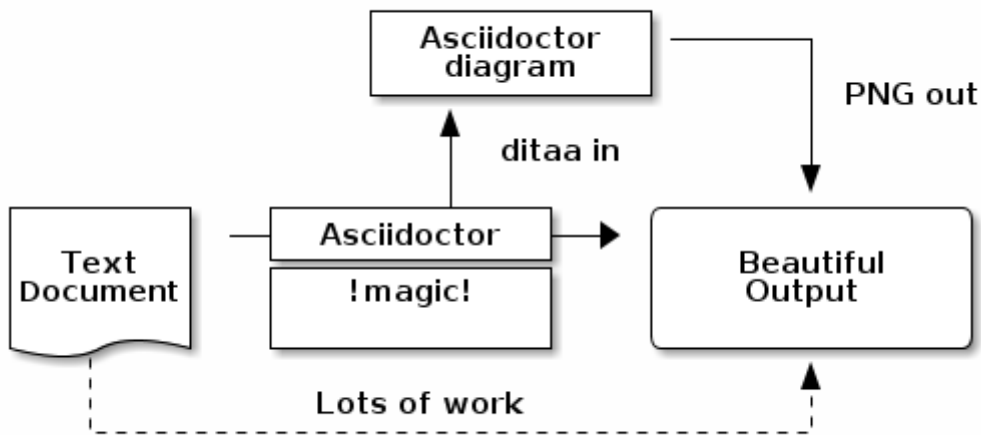 Asciidoctor
diagram
PNG out
ditaa in
Text
Document
Asciidoctor
!magic!
Beautiful
Output
Lots of work